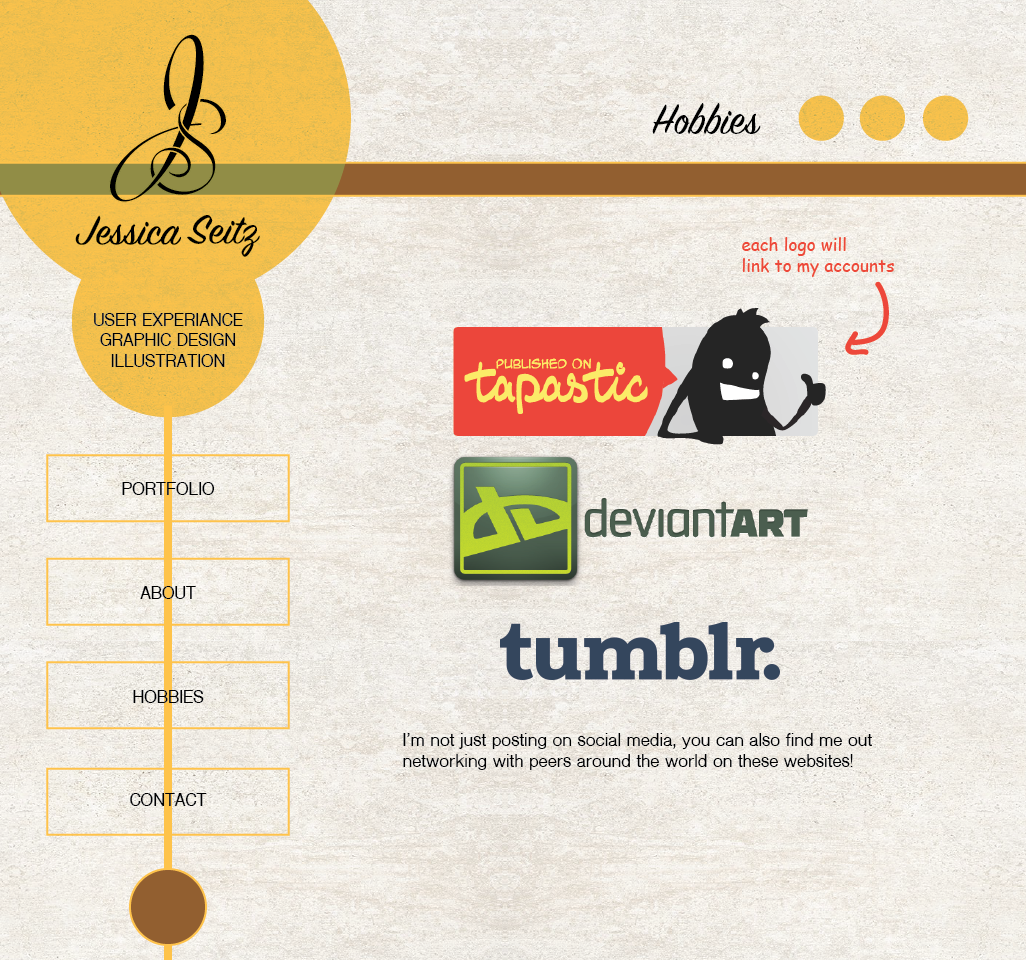 JS
Jessica Seitz
USER EXPERIANCE
GRAPHIC DESIGN
ILLUSTRATION
PORTFOLIO
ABOUT
HOBBIES
CONTACT
Hobbies
each logo will
link to my accounts
PUBLISHED ON
tapastic
deviantART
tumblr.
I'm not just posting on social media, you can also find me out
networking with peers around the world on these websites!